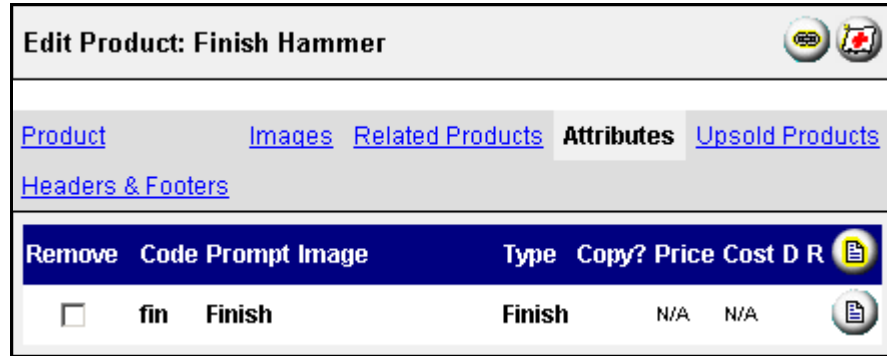 Edit Product: Finish Hammer
Product Images Related Products Attributes Upsold Products
Headers & Footers
Remove Code Prompt Image Type Copy? Price Cost D R
fin Finish Finish N/A N/A